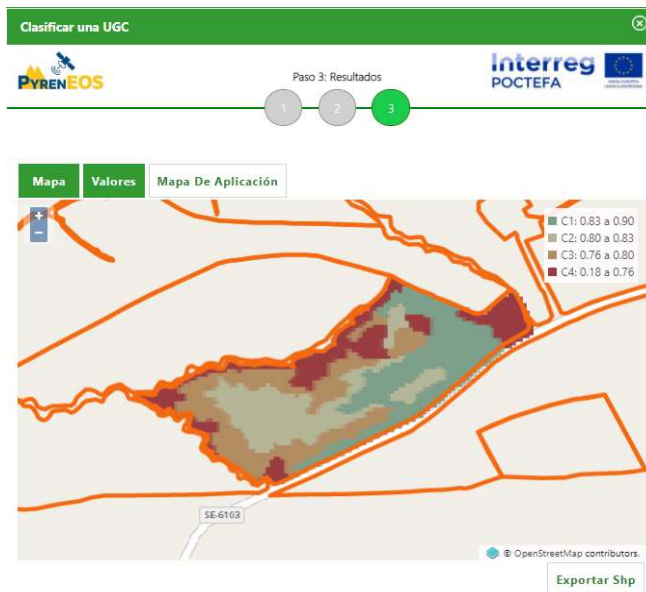 Clasificar una UGC
PYRENEOS
Paso 3: Resultados
Interreg
POCTEFA
1
2
3
Mapa
Valores
Mapa De Aplicación
+
−
C1: 0.83 a 0.90
C2: 0.80 a 0.83
C3: 0.76 a 0.80
C4: 0.18 a 0.76
SE-6103
© OpenStreetMap contributors.
Exportar Shp